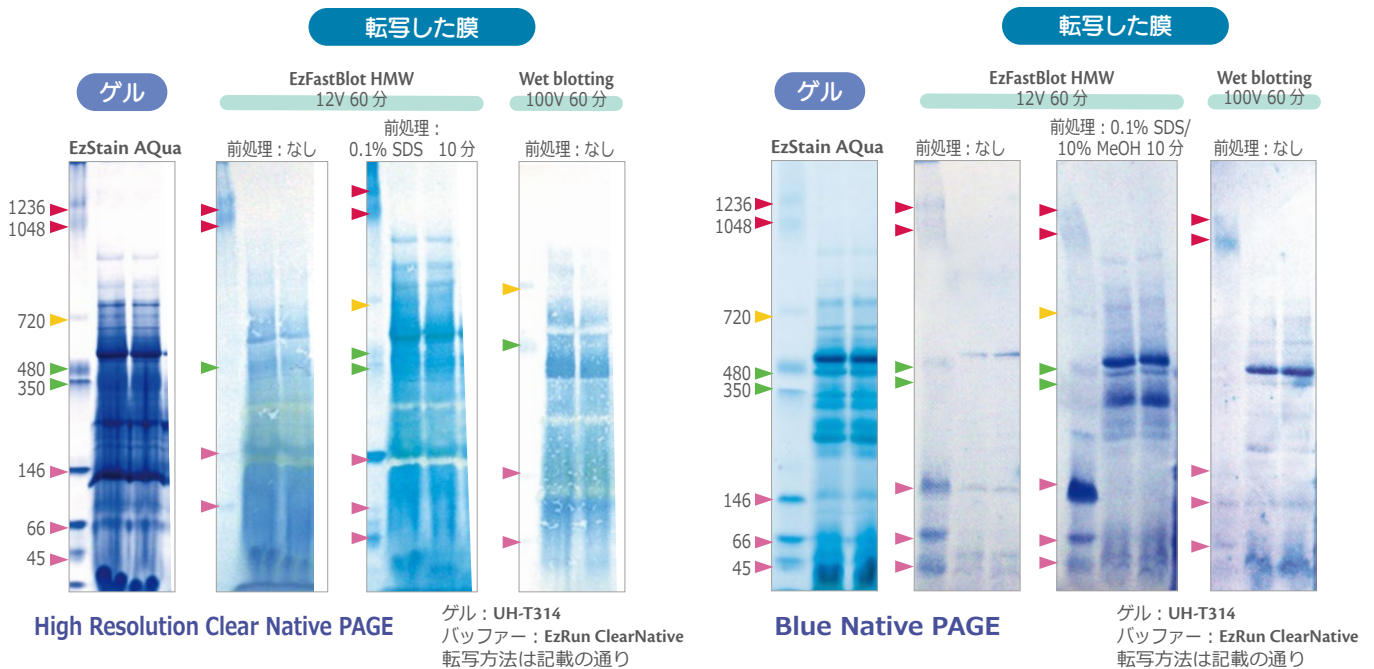 転写した膜
ゲル
EzFastBlot HMW
12V 60 分
Wet blotting
100V 60 分
EzStain AQua
前処理 : なし
前処理 :
0.1% SDS 10 分
前処理 : なし
1236
1048
720
480
350
146
66
45
High Resolution Clear Native PAGE
ゲル : UH-T314
バッファー : EzRun ClearNative
転写方法は記載の通り
転写した膜
ゲル
EzFastBlot HMW
12V 60 分
Wet blotting
100V 60 分
EzStain AQua
前処理 : なし
前処理 : 0.1% SDS/
10% MeOH 10 分
前処理 : なし
1236
1048
720
480
350
146
66
45
Blue Native PAGE
ゲル : UH-T314
バッファー : EzRun ClearNative
転写方法は記載の通り